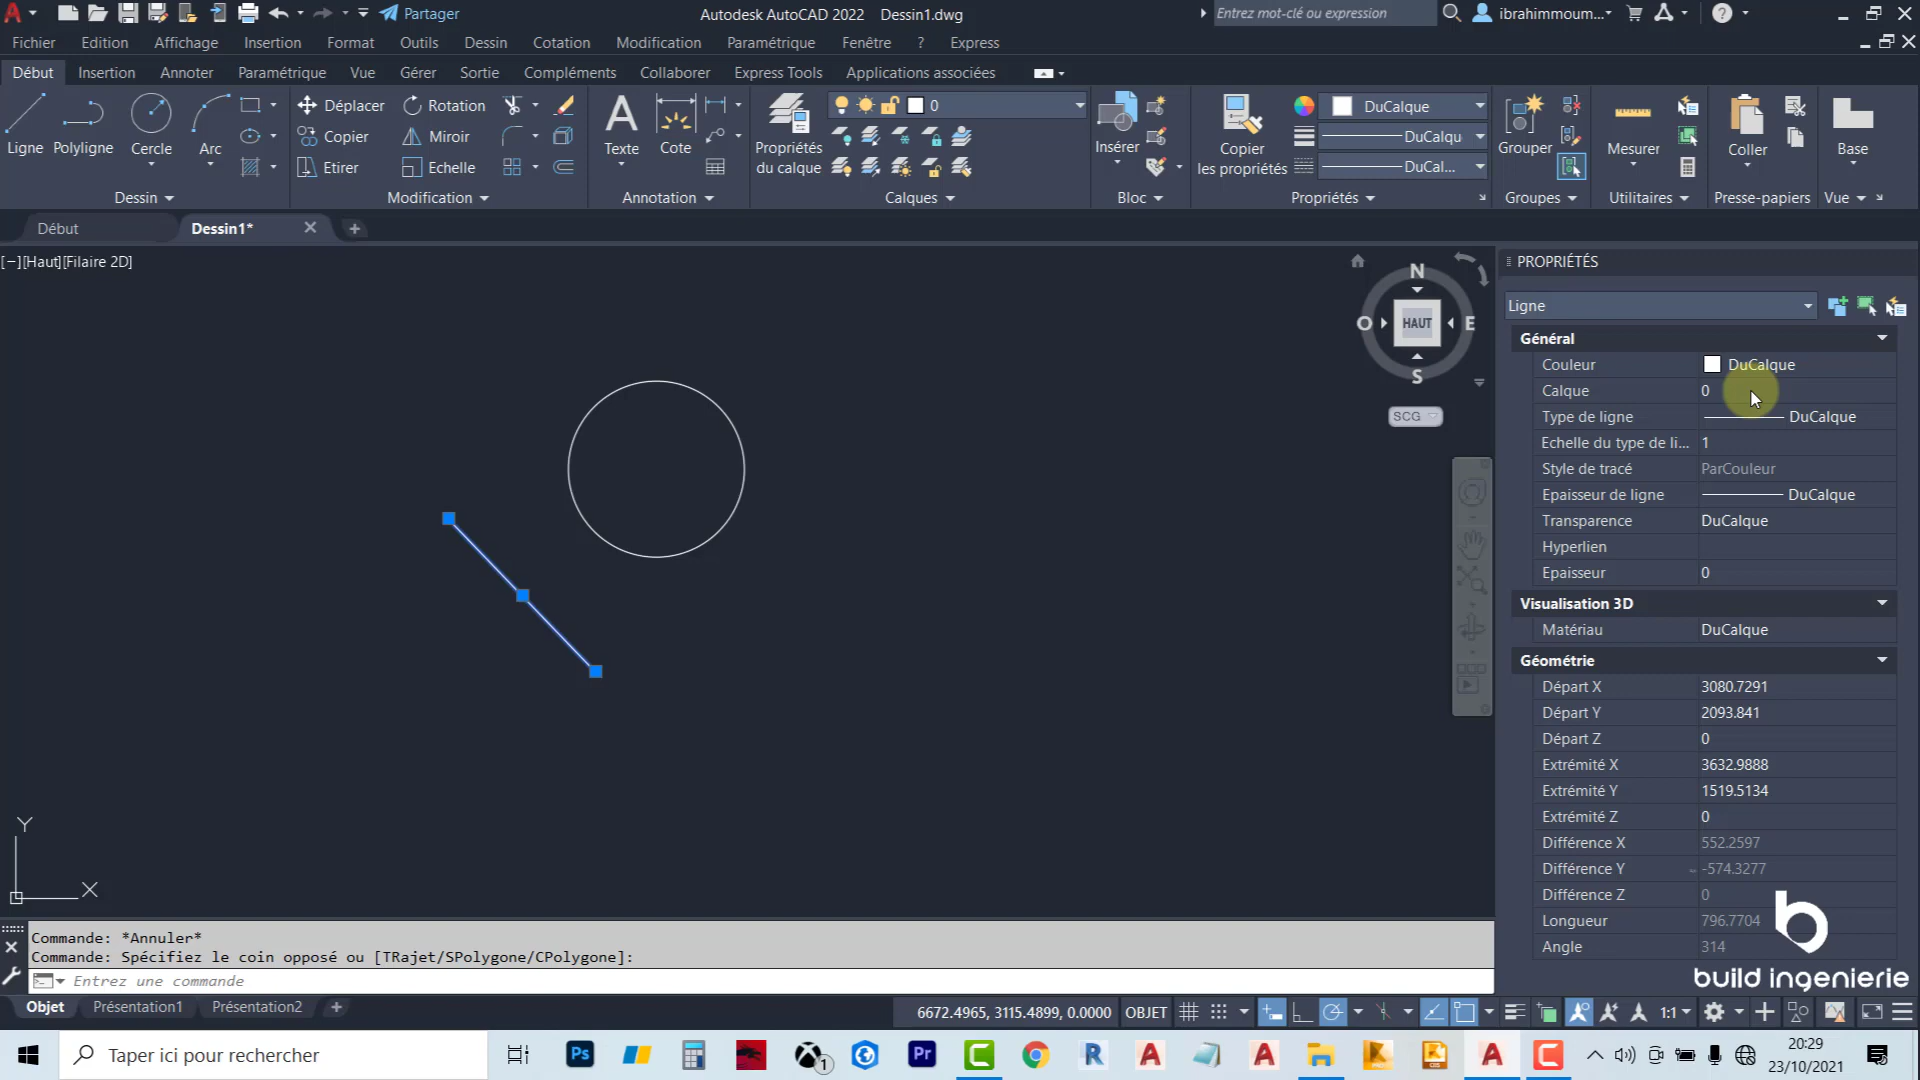 Partager
Autodesk AutoCAD 2022 Dessin1.dwg
Entrez mot-clé ou expression
ibrahimmoum...
Fichier Edition Affichage Insertion Format Outils Dessin Cotation Modification Paramétrique Fenêtre ? Express
Début Insertion Annoter Paramétrique Vue Gérer Sortie Compléments Collaborer Express Tools Applications associées
Ligne Polyligne Cercle Arc
Déplacer Rotation
Copier Miroir
Etirer Echelle
Texte Cote
Propriétés du calque
0
Insérer
Copier les propriétés
DuCalque
DuCalqu
DuCal...
Grouper
Mesurer
Coller
Base
Dessin Modification Annotation Calques Bloc Propriétés Groupes Utilitaires Presse-papiers Vue
Début Dessin1*
[−][Haut][Filaire 2D]
N
O HAUT E
S
SCG
PROPRIÉTÉS
Ligne
Général
Couleur DuCalque
Calque 0
Type de ligne DuCalque
Echelle du type de li... 1
Style de tracé ParCouleur
Epaisseur de ligne DuCalque
Transparence DuCalque
Hyperlien
Epaisseur 0
Visualisation 3D
Matériau DuCalque
Géométrie
Départ X 3080.7291
Départ Y 2093.841
Départ Z 0
Extrémité X 3632.9888
Extrémité Y 1519.5134
Extrémité Z 0
Différence X 552.2597
Différence Y -574.3277
Différence Z 0
Longueur 796.7704
Angle 314
build ingenierie
Y
X
Commande: *Annuler*
Commande: Spécifiez le coin opposé ou [TRajet/SPolygone/CPolygone]:
Entrez une commande
Objet Présentation1 Présentation2
6672.4965, 3115.4899, 0.0000 OBJET
1:1
Taper ici pour rechercher
20:29
23/10/2021